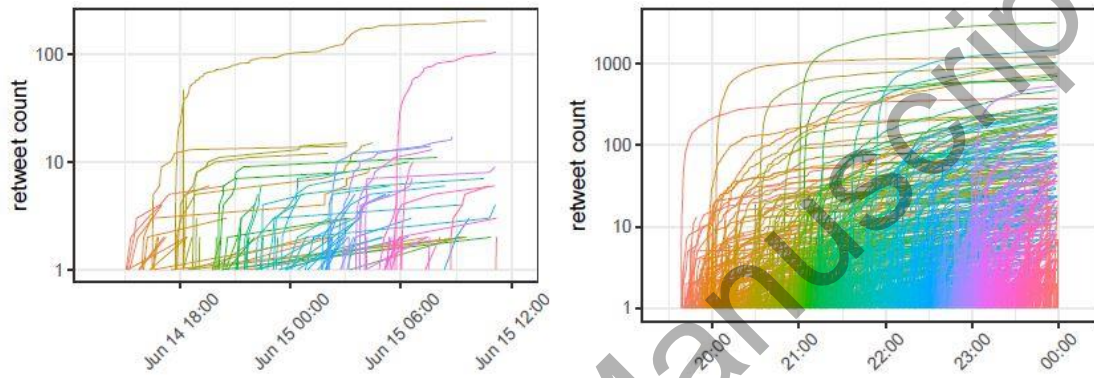 retweet count
100
10
1
Jun 14 18:00
Jun 15 00:00
Jun 15 06:00
Jun 15 12:00
retweet count
1000
100
10
1
20:00
21:00
22:00
23:00
00:00
Manuscrip